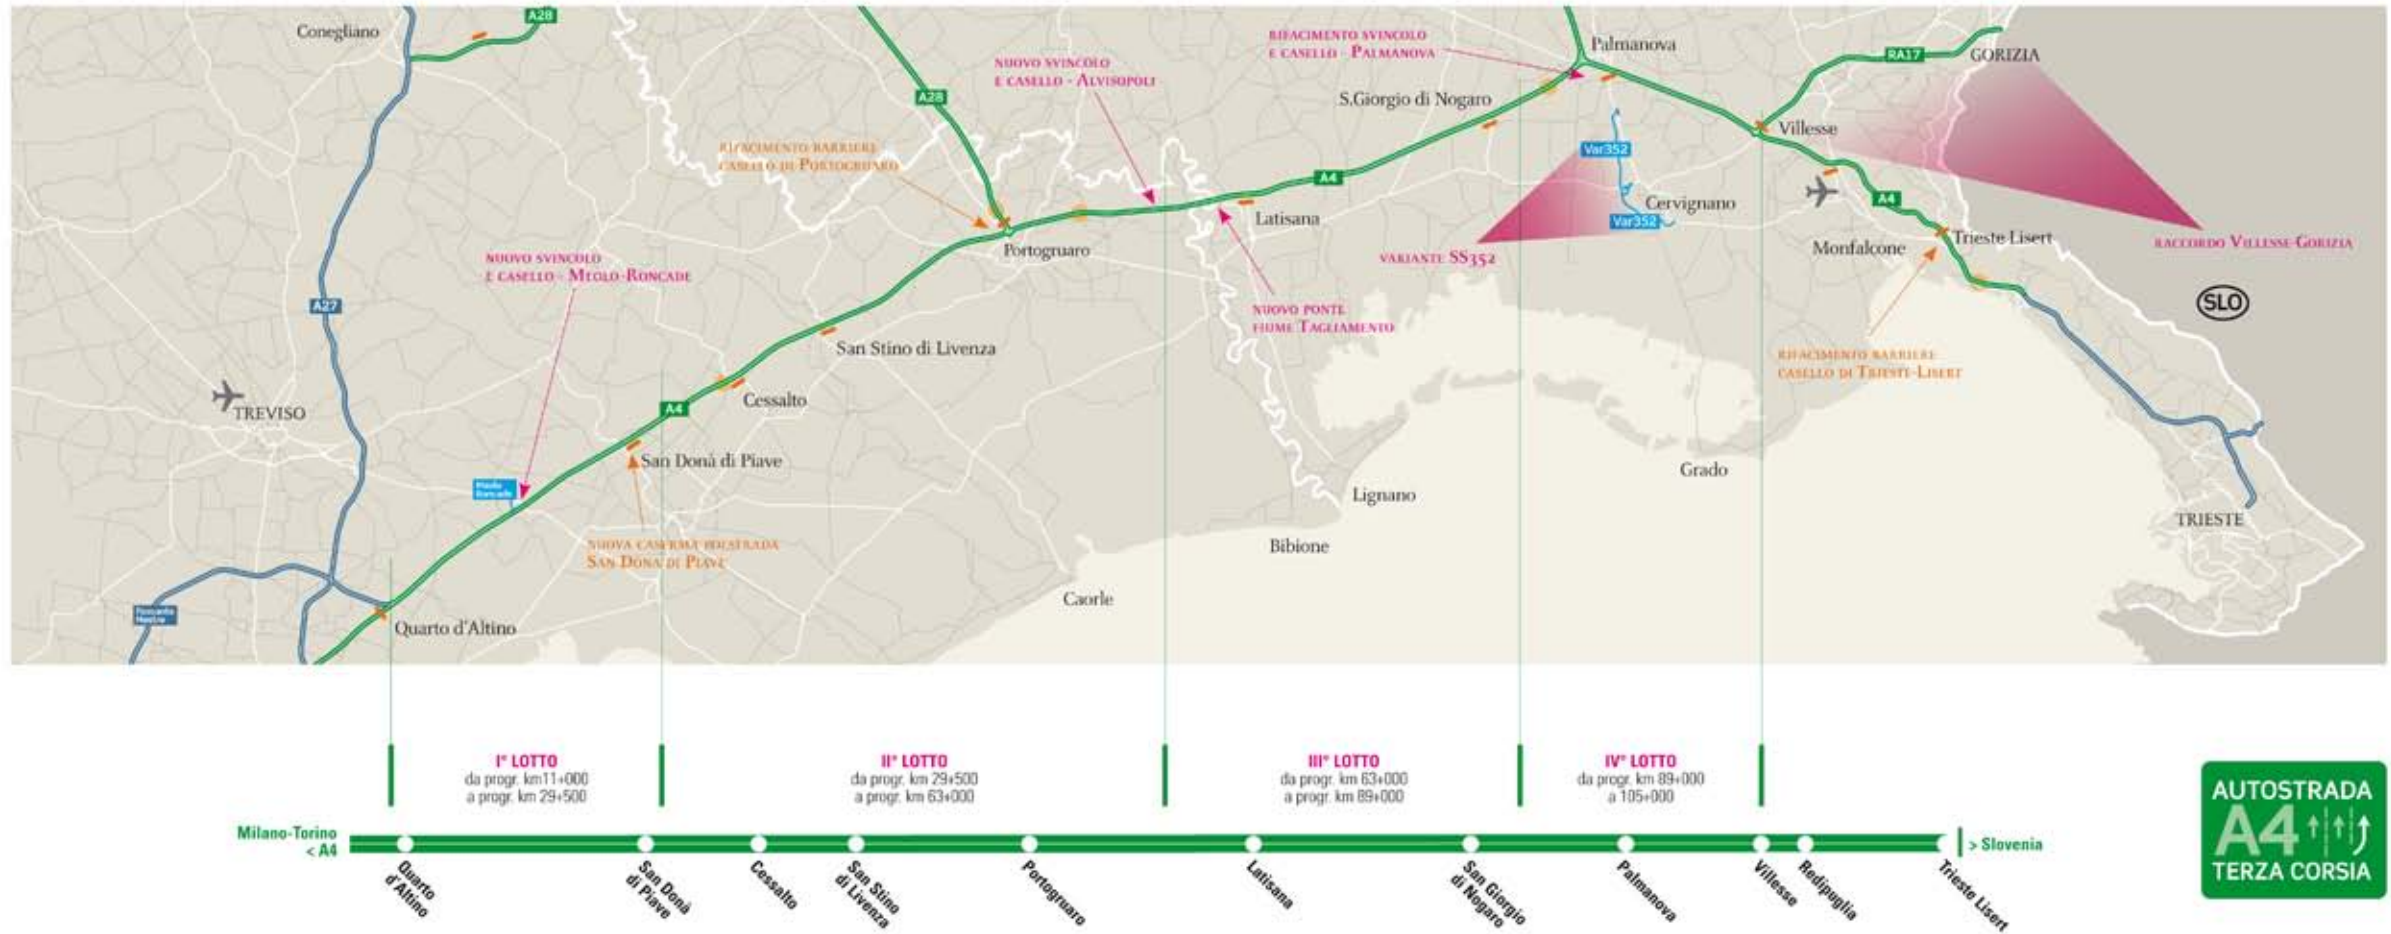 Conegliano
A28
A28
NUOVO SVINCOLO
E CASELLO - ALVISOPOLI
RIFACIMENTO SVINCOLO
E CASELLO - PALMANOVA
Palmanova
RA17
GORIZIA
S.Giorgio di Nogaro
Villesse
RIFACIMENTO BARRIERE
CASELLO DI PORTOGRUARO
Var352
A4
A4
Cervignano
Var352
Latisana
Portogruaro
Monfalcone
Trieste Lisert
RACCORDO VILLESSE-GORIZIA
VARIANTE SS352
NUOVO SVINCOLO
E CASELLO - MEOLO-RONCADE
A27
NUOVO PONTE
FIUME TAGLIAMENTO
SLO
San Stino di Livenza
RIFACIMENTO BARRIERE
CASELLO DI TRIESTE-LISERT
Cessalto
A4
TREVISO
San Donà di Piave
Meolo
Roncade
Grado
Lignano
TRIESTE
NUOVA CASERMA POLSTRADA
SAN DONÀ DI PIAVE
Bibione
Caorle
Passante
Mestre
Quarto d'Altino
I° LOTTO
da progr. km11+000
a progr. km 29+500
II° LOTTO
da progr. km 29+500
a progr. km 63+000
III° LOTTO
da progr. km 63+000
a progr. km 89+000
IV° LOTTO
da progr. km 89+000
a 105+000
Milano-Torino
< A4
> Slovenia
Quarto
d'Altino
San Donà
di Piave
Cessalto
San Stino
di Livenza
Portogruaro
Latisana
San Giorgio
di Nogaro
Palmanova
Villesse
Redipuglia
Trieste Lisert
AUTOSTRADA
A4
TERZA CORSIA